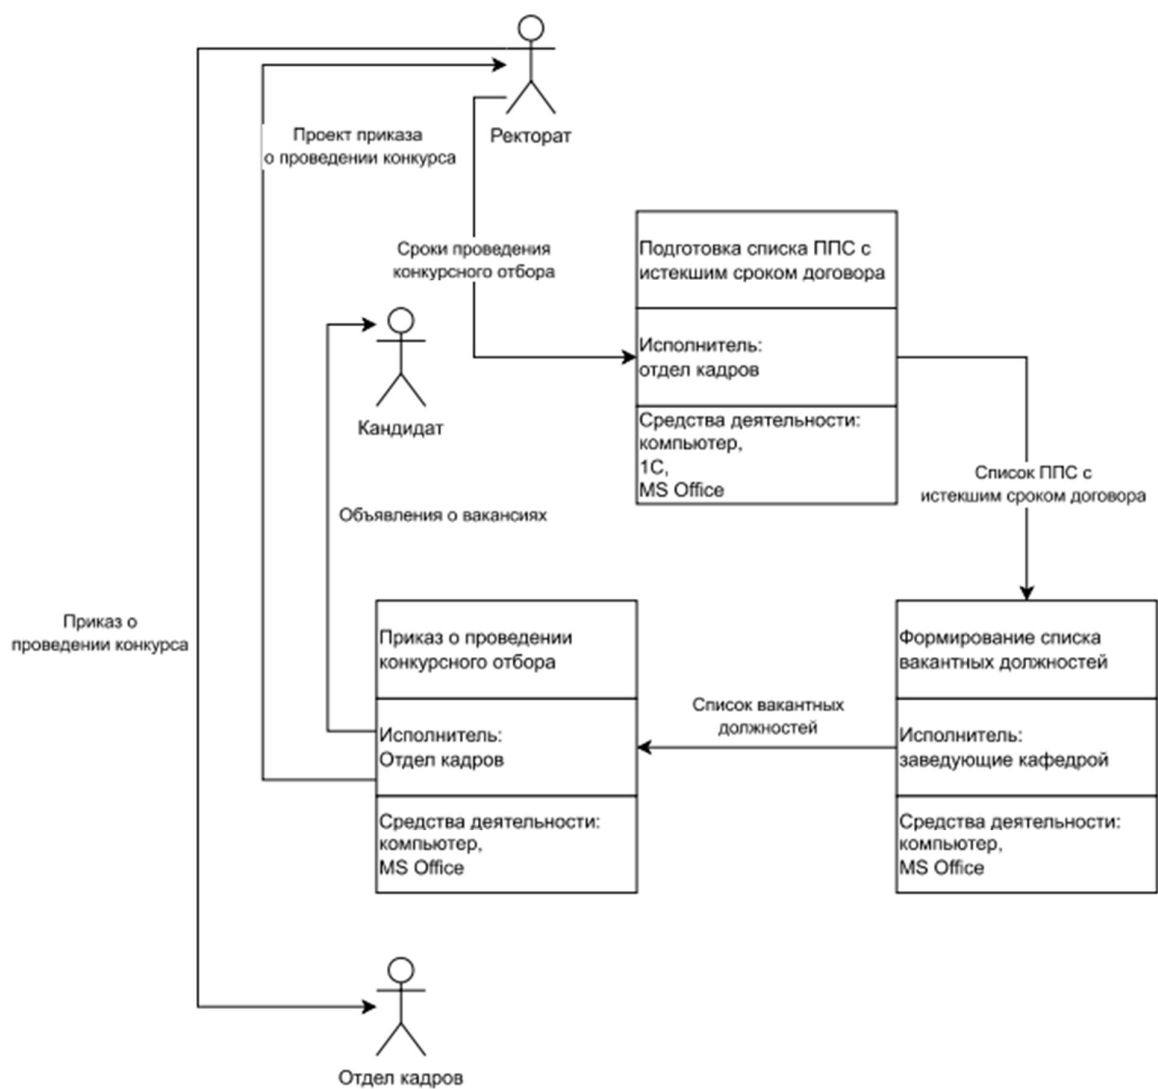 Ректорат
Проект приказа
о проведении конкурса
Сроки проведения
конкурсного отбора
Подготовка списка ППС с
истекшим сроком договора
Исполнитель:
отдел кадров
Средства деятельности:
компьютер,
1С,
MS Office
Кандидат
Список ППС с
истекшим сроком договора
Объявления о вакансиях
Приказ о
проведении конкурса
Приказ о проведении
конкурсного отбора
Исполнитель:
Отдел кадров
Средства деятельности:
компьютер,
MS Office
Список вакантных
должностей
Формирование списка
вакантных должностей
Исполнитель:
заведующие кафедрой
Средства деятельности:
компьютер,
MS Office
Отдел кадров